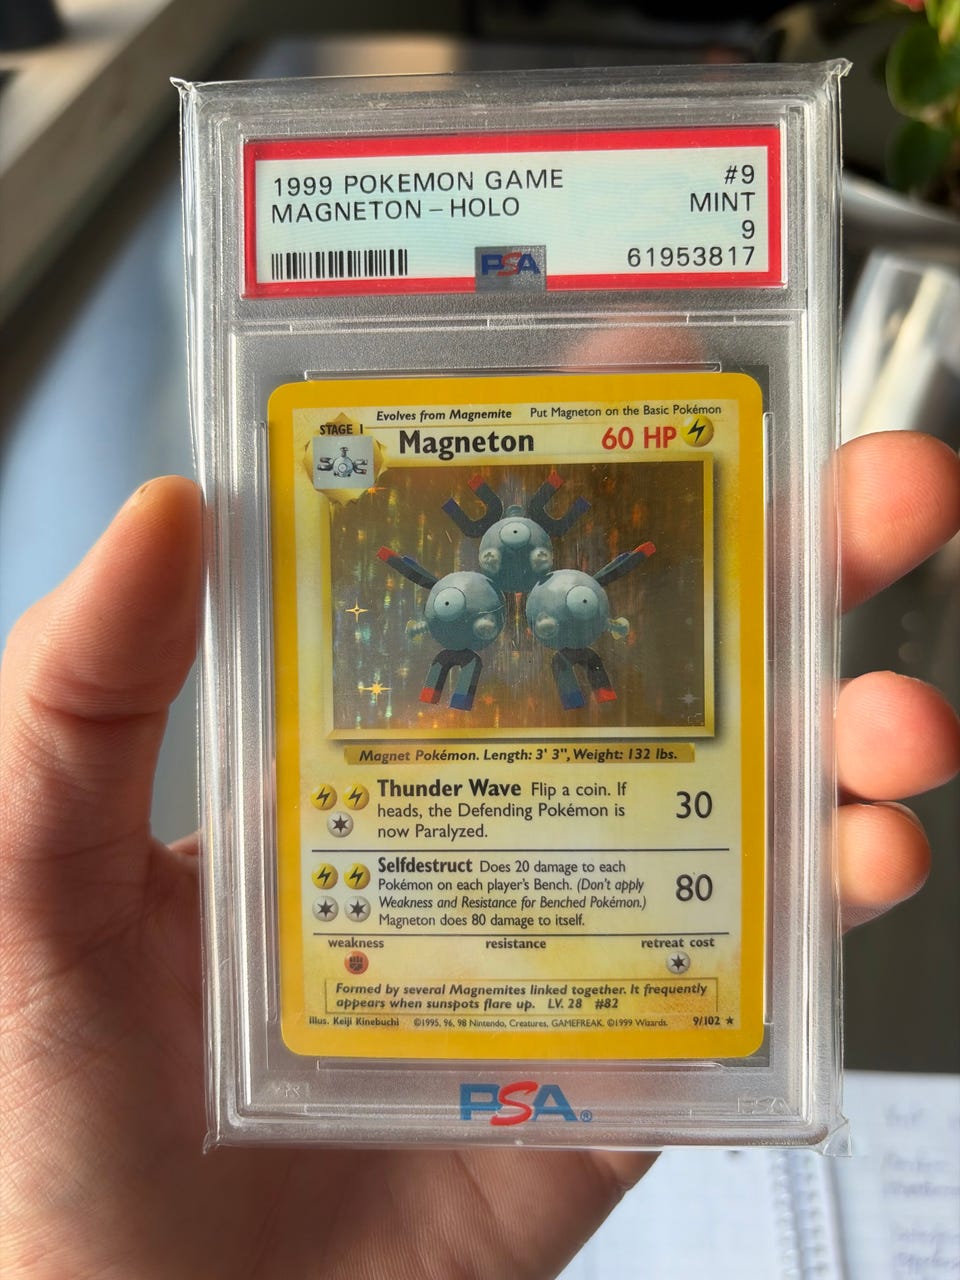 1999 POKEMON GAME #9
MAGNETON – HOLO MINT
9
PSA 61953817
Evolves from Magnemite Put Magneton on the Basic Pokémon
STAGE 1
Magneton 60 HP
Magnet Pokémon. Length: 3' 3", Weight: 132 lbs.
Thunder Wave Flip a coin. If
heads, the Defending Pokémon is
now Paralyzed.
30
Selfdestruct Does 20 damage to each
Pokémon on each player's Bench. (Don't apply
Weakness and Resistance for Benched Pokémon.)
Magneton does 80 damage to itself.
80
weakness resistance retreat cost
Formed by several Magnemites linked together. It frequently
appears when sunspots flare up. LV. 28 #82
Illus. Keiji Kinebuchi ©1995, 96, 98 Nintendo, Creatures, GAMEFREAK. ©1999 Wizards. 9/102 ★
PSA®
PSA